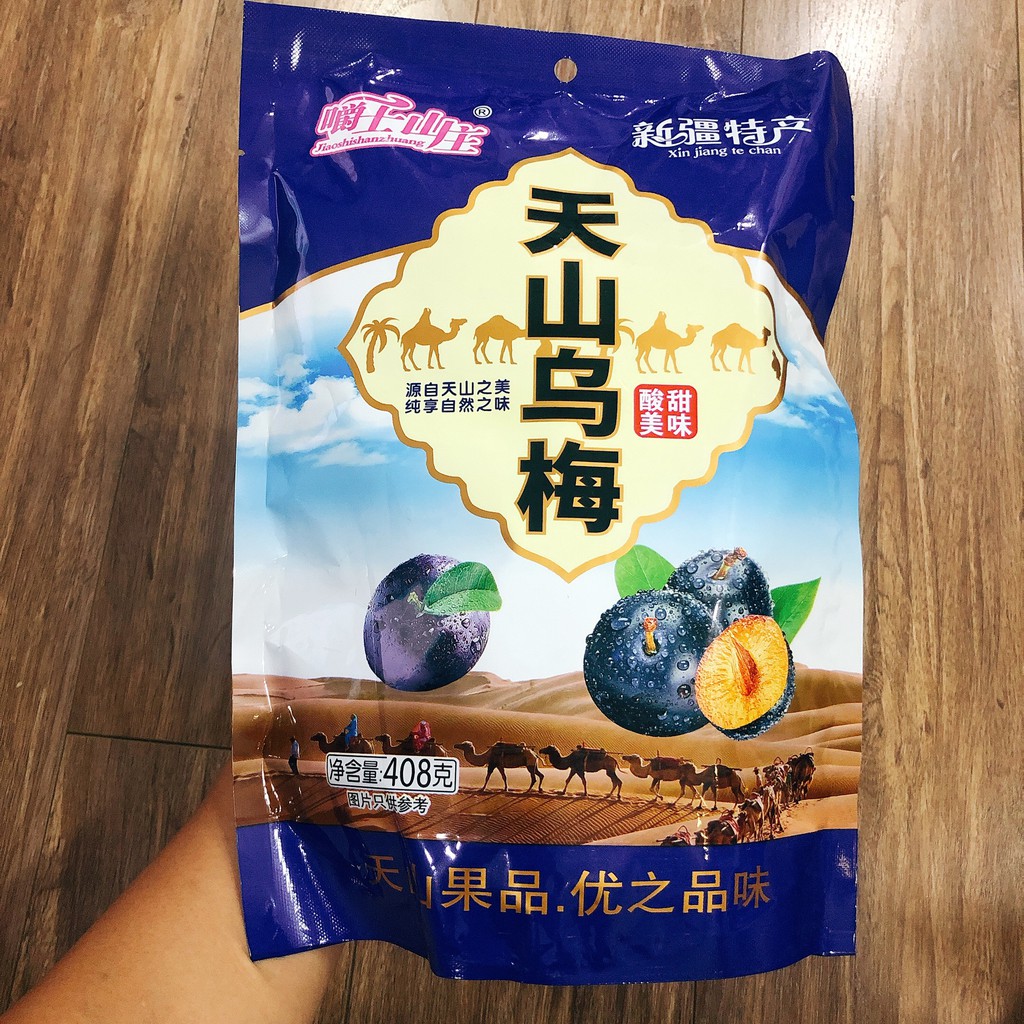 嚼士山庄®
Jiaoshishanzhuang
新疆特产
Xin jiang te chan
天山乌梅
源自天山之美
纯享自然之味
酸甜
美味
净含量:408克
图片只供参考
天山果品.优之品味